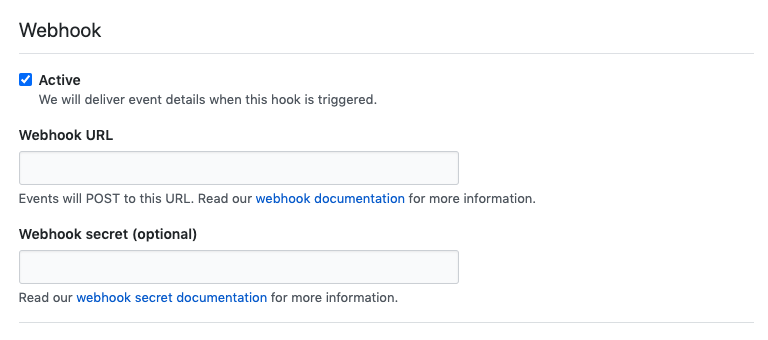 Webhook
Active
We will deliver event details when this hook is triggered.
Webhook URL
Events will POST to this URL. Read our webhook documentation for more information.
Webhook secret (optional)
Read our webhook secret documentation for more information.